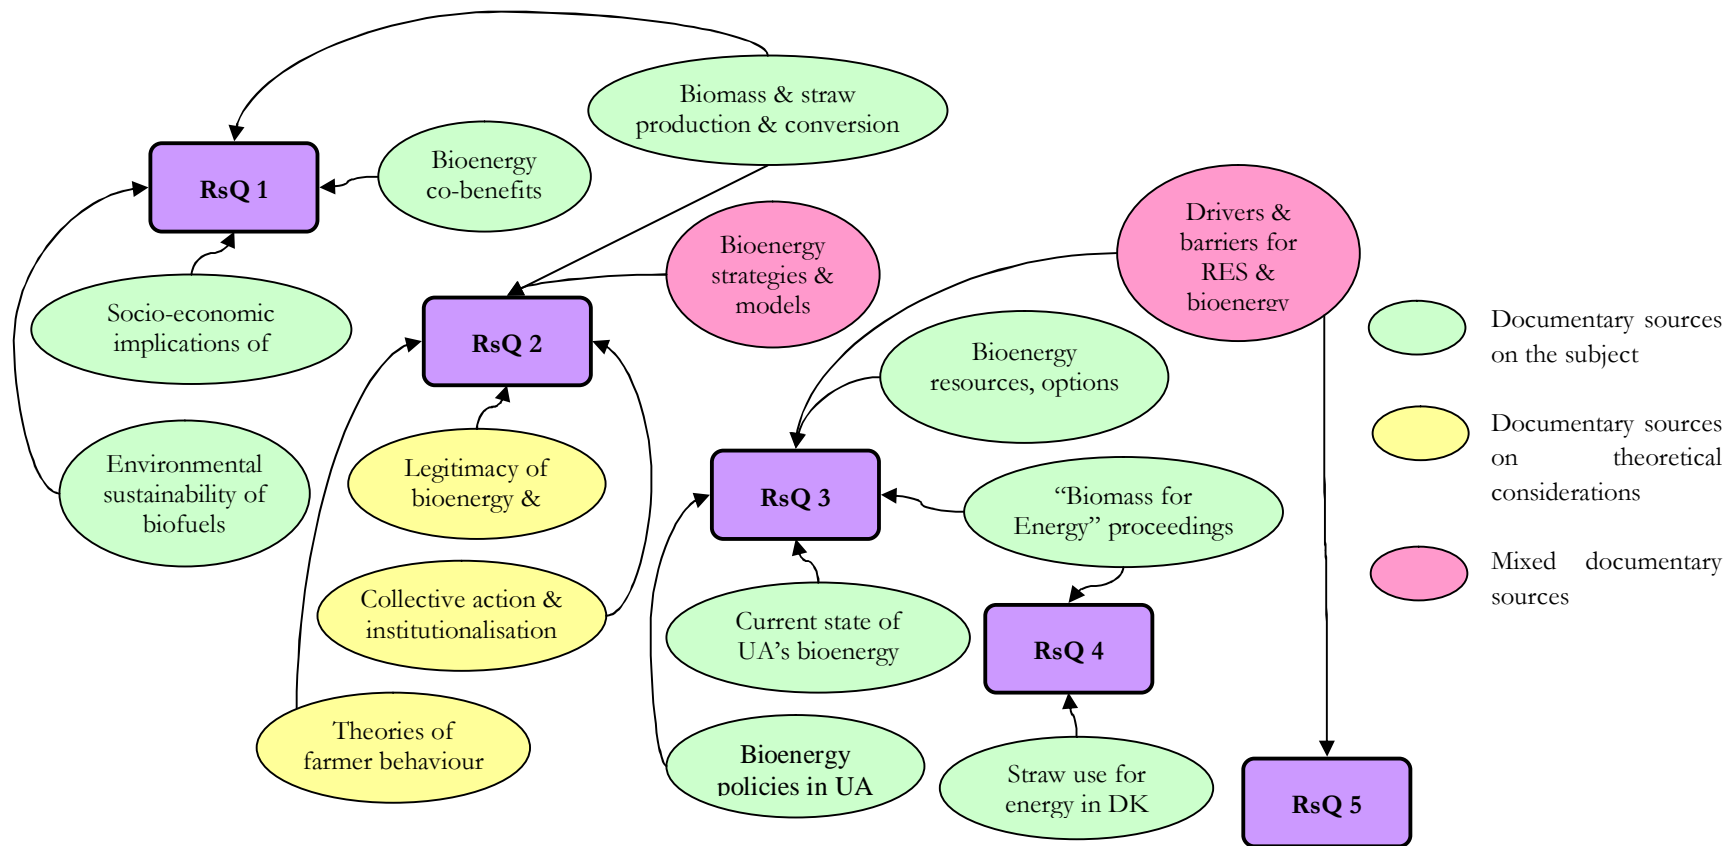 Biomass & straw
production & conversion
Bioenergy
co-benefits
RsQ 1
Drivers &
barriers for
RES &
bioenergy
Bioenergy
strategies &
models
Socio-economic
implications of
RsQ 2
Bioenergy
resources, options
Documentary sources
on the subject
Environmental
sustainability of
biofuels
Legitimacy of
bioenergy &
RsQ 3
“Biomass for
Energy” proceedings
Documentary sources
on theoretical
considerations
Collective action &
institutionalisation
Current state of
UA’s bioenergy
RsQ 4
Mixed documentary
sources
Theories of
farmer behaviour
Bioenergy
policies in UA
Straw use for
energy in DK
RsQ 5